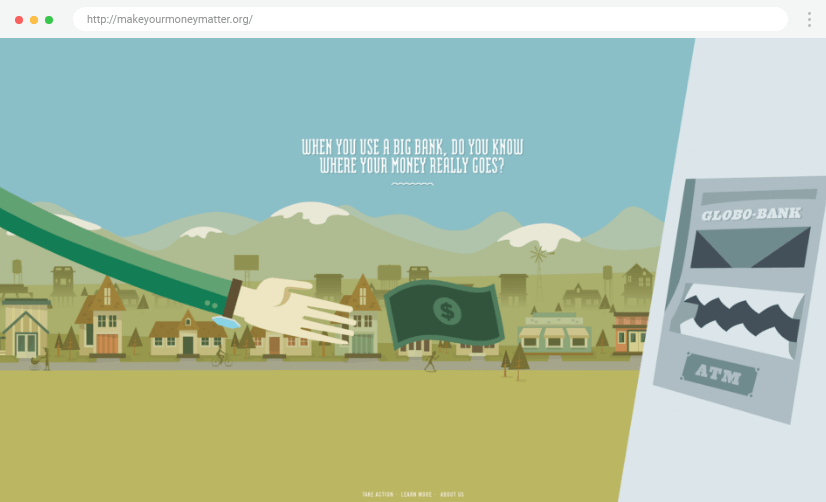 http://makeyourmoneymatter.org/
WHEN YOU USE A BIG BANK, DO YOU KNOW
WHERE YOUR MONEY REALLY GOES?
GLOBO-BANK
$
ATM
TAKE ACTION · LEARN MORE · ABOUT US